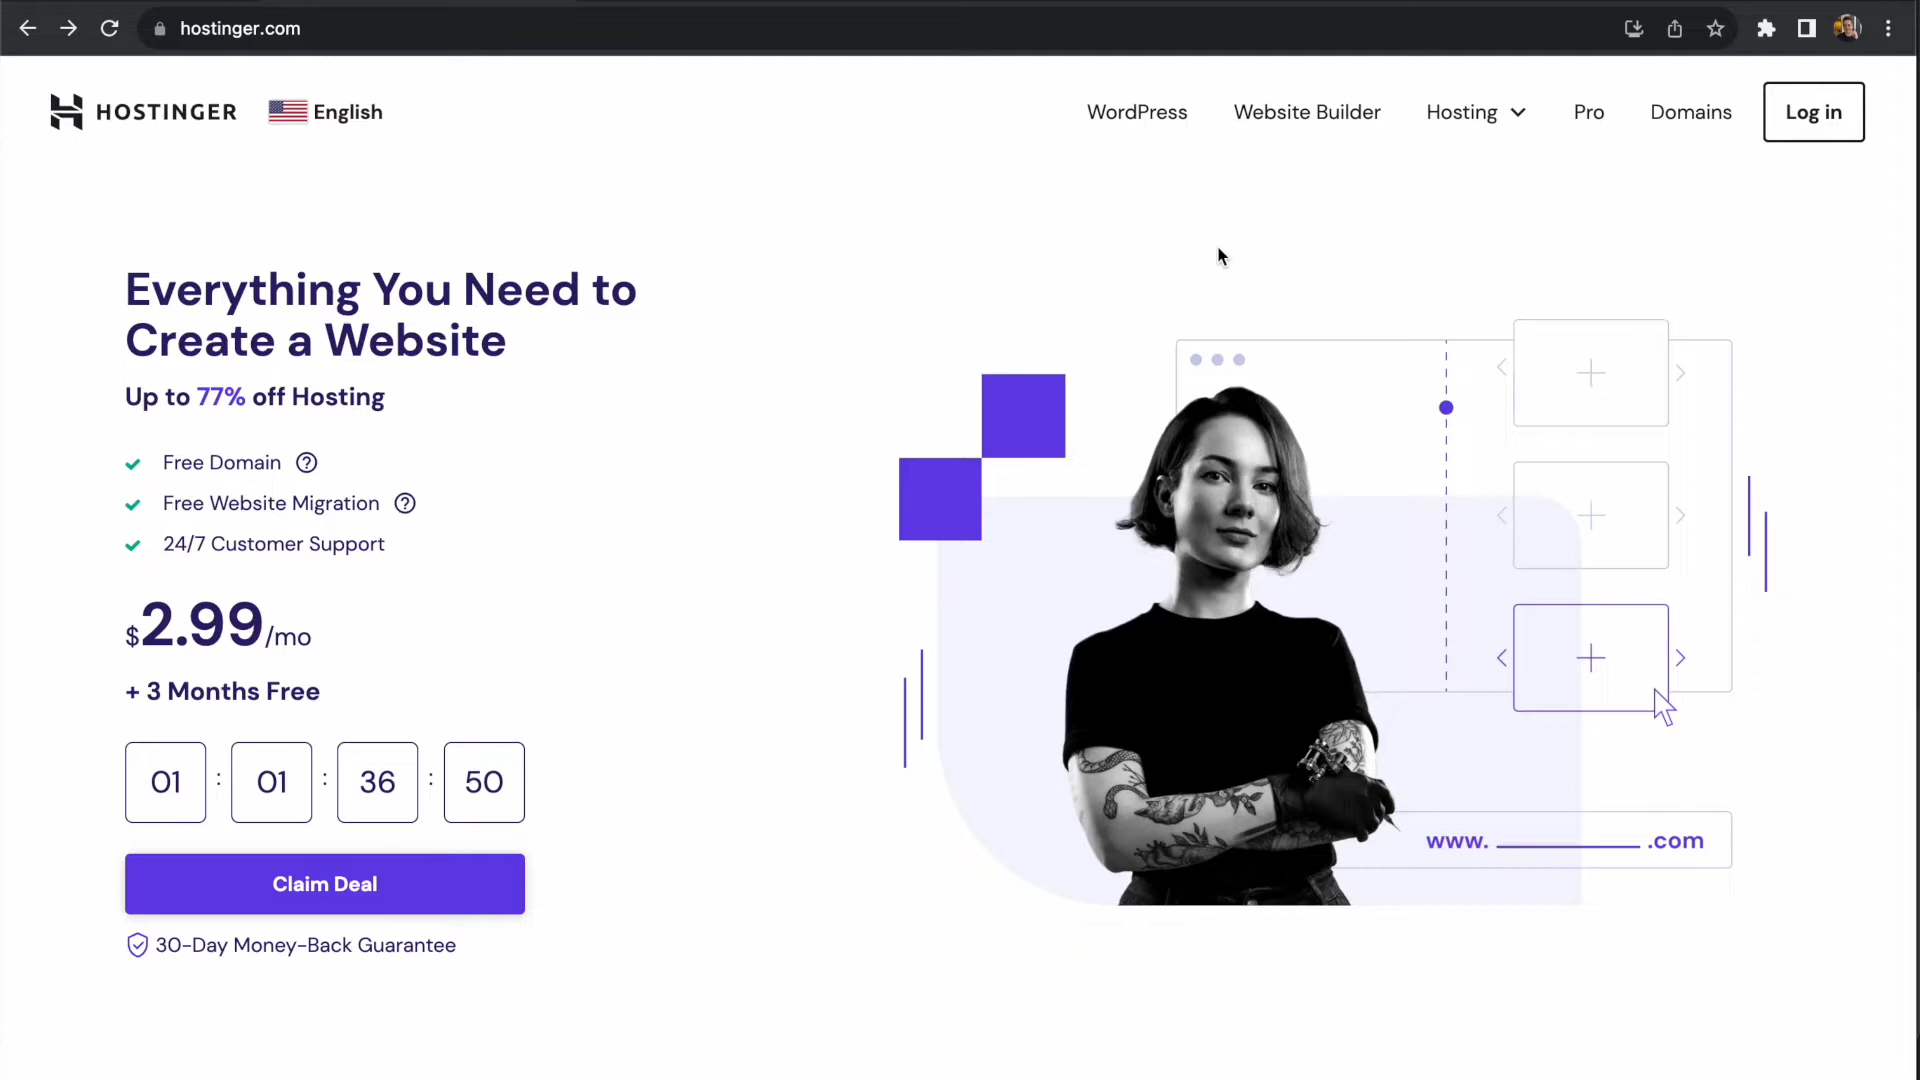 hostinger.com
HOSTINGER
English
WordPress
Website Builder
Hosting
Pro
Domains
Log in
Everything You Need to
Create a Website
Up to 77% off Hosting
Free Domain ?
Free Website Migration ?
24/7 Customer Support
$2.99/mo
+ 3 Months Free
01 : 01 : 36 : 50
Claim Deal
30-Day Money-Back Guarantee
www. ________ .com